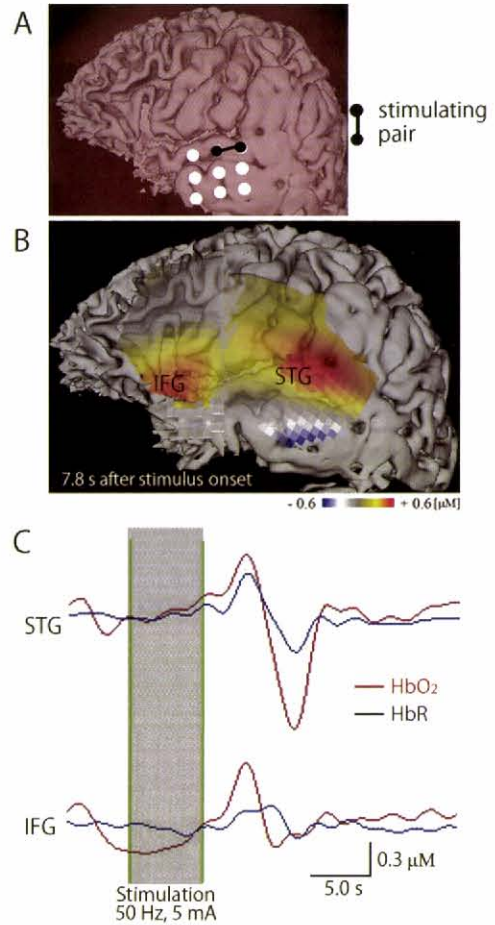 A
stimulating
pair
B
IFG
STG
7.8 s after stimulus onset
- 0.6 + 0.6 [μM]
C
STG
HbO₂
HbR
IFG
0.3 μM
5.0 s
Stimulation
50 Hz, 5 mA